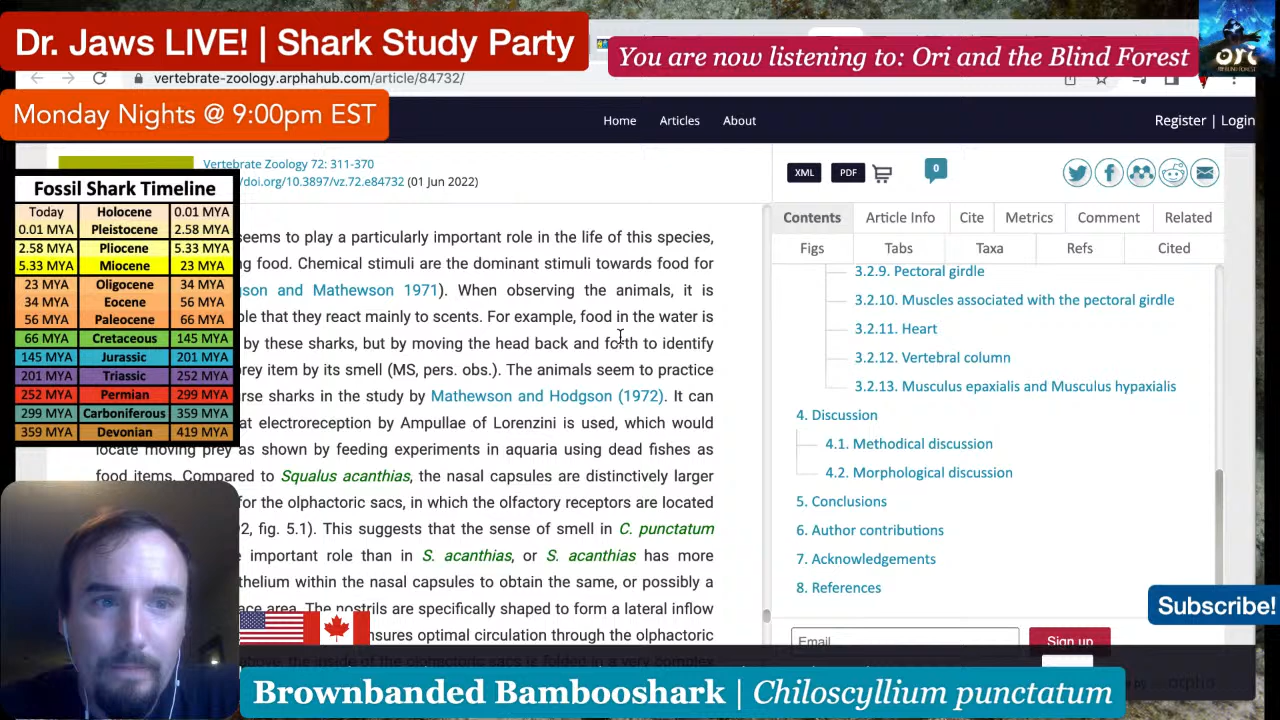 Dr. Jaws LIVE! | Shark Study Party
You are now listening to: Ori and the Blind Forest
ori
vertebrate-zoology.arphahub.com/article/84732/
Monday Nights @ 9:00pm EST
Home Articles About
Register | Login
Vertebrate Zoology 72: 311-370
/doi.org/10.3897/vz.72.e84732 (01 Jun 2022)
XML PDF 0
Fossil Shark Timeline
Today Holocene 0.01 MYA
0.01 MYA Pleistocene 2.58 MYA
2.58 MYA Pliocene 5.33 MYA
5.33 MYA Miocene 23 MYA
23 MYA Oligocene 34 MYA
34 MYA Eocene 56 MYA
56 MYA Paleocene 66 MYA
66 MYA Cretaceous 145 MYA
145 MYA Jurassic 201 MYA
201 MYA Triassic 252 MYA
252 MYA Permian 299 MYA
299 MYA Carboniferous 359 MYA
359 MYA Devonian 419 MYA
seems to play a particularly important role in the life of this species,
food. Chemical stimuli are the dominant stimuli towards food for
and Mathewson 1971). When observing the animals, it is
that they react mainly to scents. For example, food in the water is
by these sharks, but by moving the head back and forth to identify
prey item by its smell (MS, pers. obs.). The animals seem to practice
sharks in the study by Mathewson and Hodgson (1972). It can
electroreception by Ampullae of Lorenzini is used, which would
locate moving prey as shown by feeding experiments in aquaria using dead fishes as
food items. Compared to Squalus acanthias, the nasal capsules are distinctively larger
for the olphactoric sacs, in which the olfactory receptors are located
fig. 5.1). This suggests that the sense of smell in C. punctatum
important role than in S. acanthias, or S. acanthias has more
within the nasal capsules to obtain the same, or possibly a
area. The nostrils are specifically shaped to form a lateral inflow
ensures optimal circulation through the olphactoric
Contents Article Info Cite Metrics Comment Related
Figs Tabs Taxa Refs Cited
3.2.9. Pectoral girdle
3.2.10. Muscles associated with the pectoral girdle
3.2.11. Heart
3.2.12. Vertebral column
3.2.13. Musculus epaxialis and Musculus hypaxialis
4. Discussion
4.1. Methodical discussion
4.2. Morphological discussion
5. Conclusions
6. Author contributions
7. Acknowledgements
8. References
Subscribe!
Email Sign up
Brownbanded Bambooshark | Chiloscyllium punctatum